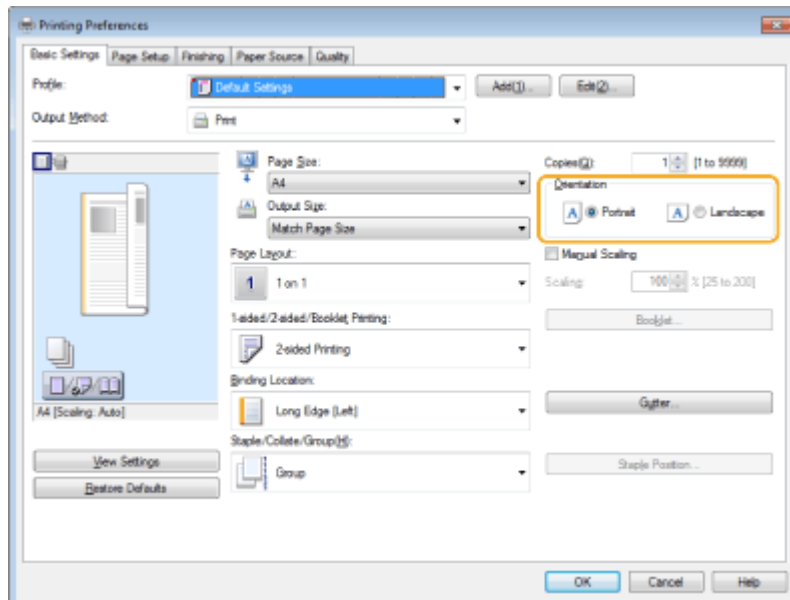 Printing Preferences
Basic Settings Page Setup Finishing Paper Source Quality
Profile: Default Settings Add(1)... Edit(2)...
Output Method: Print
Page Size: Copies(Q): 1 [1 to 9999]
A4 Orientation
Output Size: A Portrait A Landscape
Match Page Size
Page Layout: Manual Scaling
1 1 on 1 Scaling: 100 % [25 to 200]
1-sided/2-sided/Booklet Printing: Booklet...
2-sided Printing
Binding Location:
A4 [Scaling: Auto] Long Edge (Left) Gutter...
Staple/Collate/Group(H):
View Settings Group Staple Position...
Restore Defaults
OK Cancel Help